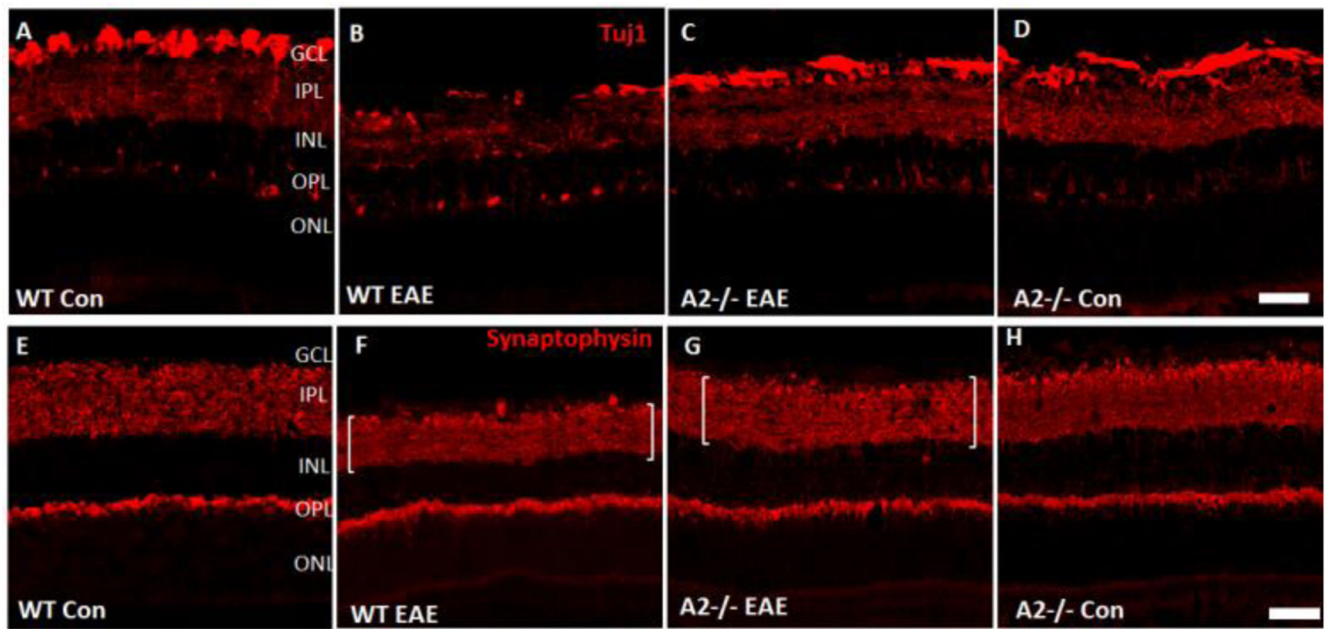 A
GCL
IPL
INL
OPL
ONL
WT Con
B
Tuj1
WT EAE
C
A2-/- EAE
D
A2-/- Con
E
GCL
IPL
INL
OPL
ONL
WT Con
F
Synaptophysin
WT EAE
G
A2-/- EAE
H
A2-/- Con